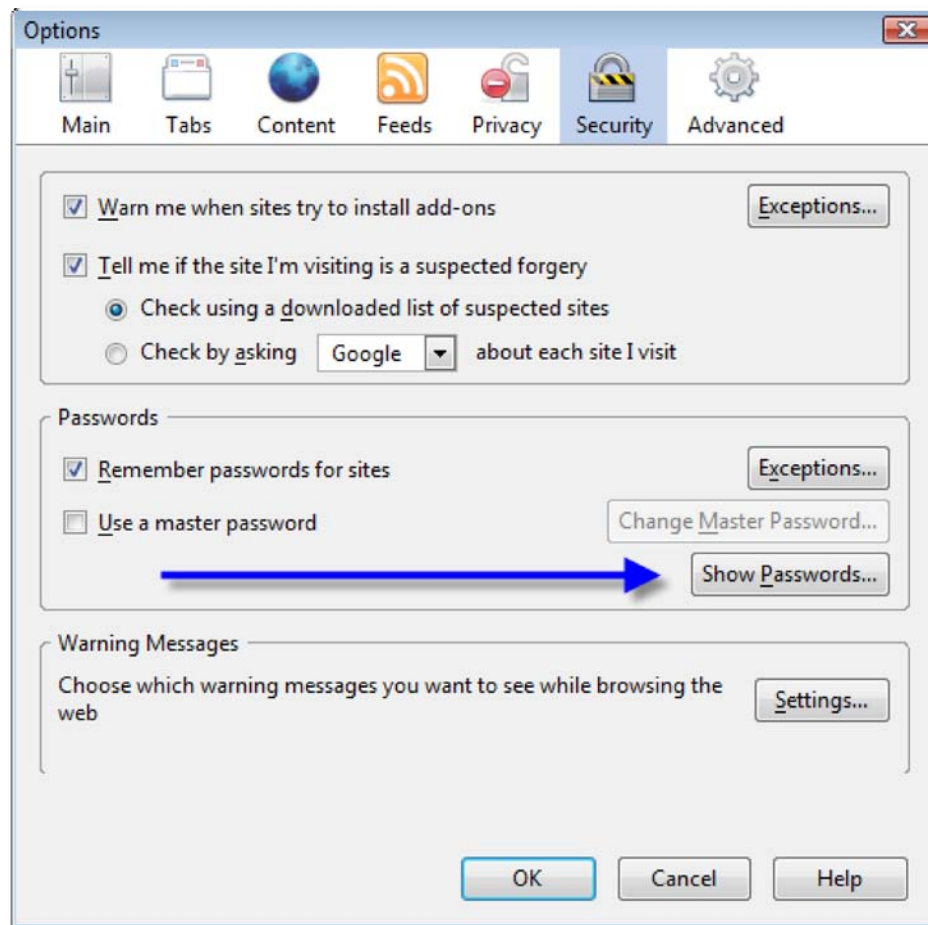 Options
Main Tabs Content Feeds Privacy Security Advanced
Warn me when sites try to install add-ons Exceptions...
Tell me if the site I'm visiting is a suspected forgery
Check using a downloaded list of suspected sites
Check by asking Google about each site I visit
Passwords
Remember passwords for sites Exceptions...
Use a master password Change Master Password...
Show Passwords...
Warning Messages
Choose which warning messages you want to see while browsing the
web
Settings...
OK Cancel Help